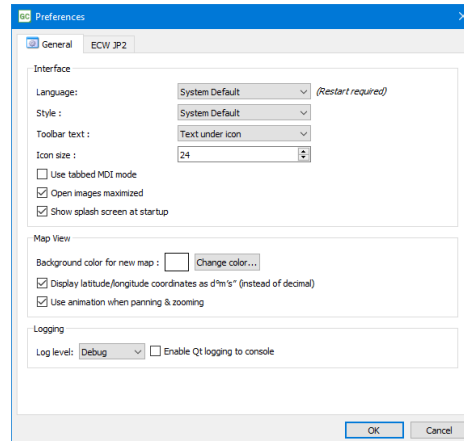 GC Preferences
General ECW JP2
Interface
Language: System Default (Restart required)
Style : System Default
Toolbar text : Text under icon
Icon size : 24
Use tabbed MDI mode
Open images maximized
Show splash screen at startup
Map View
Background color for new map : Change color...
Display latitude/longitude coordinates as d°m's" (instead of decimal)
Use animation when panning & zooming
Logging
Log level: Debug Enable Qt logging to console
OK Cancel